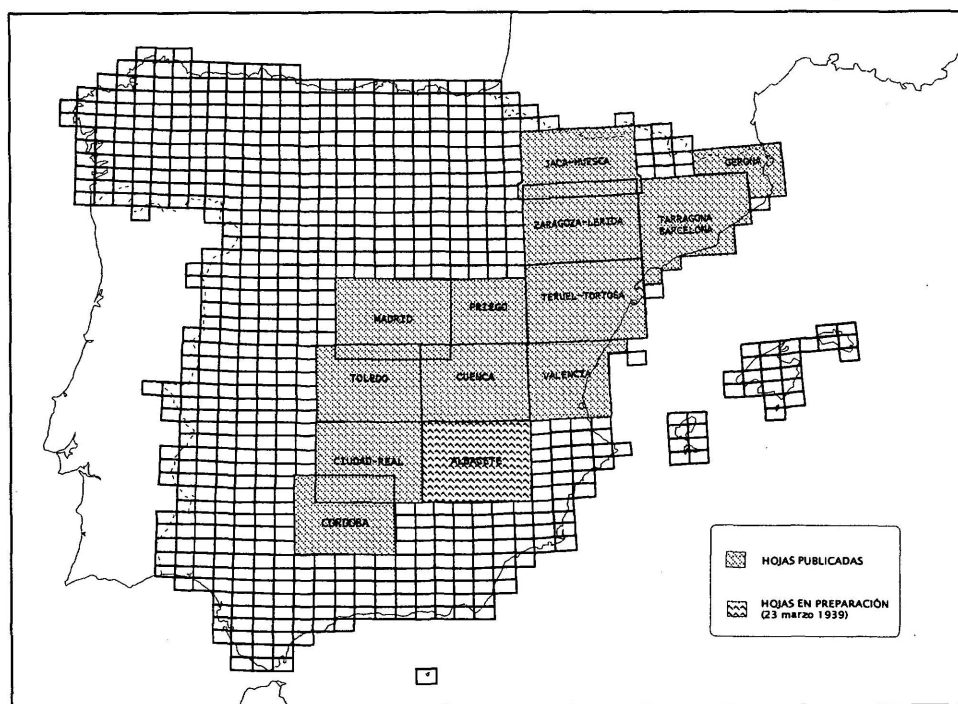 JACA-HUESCA
GERONA
ZARAGOZA-LERIDA
TARRAGONA
BARCELONA
TERUEL-TORTOSA
MADRID
PRIEGO
TOLEDO
CUENCA
VALENCIA
CIUDAD-REAL
ALBACETE
CORDOBA
HOJAS PUBLICADAS
HOJAS EN PREPARACIÓN
(23 marzo 1939)